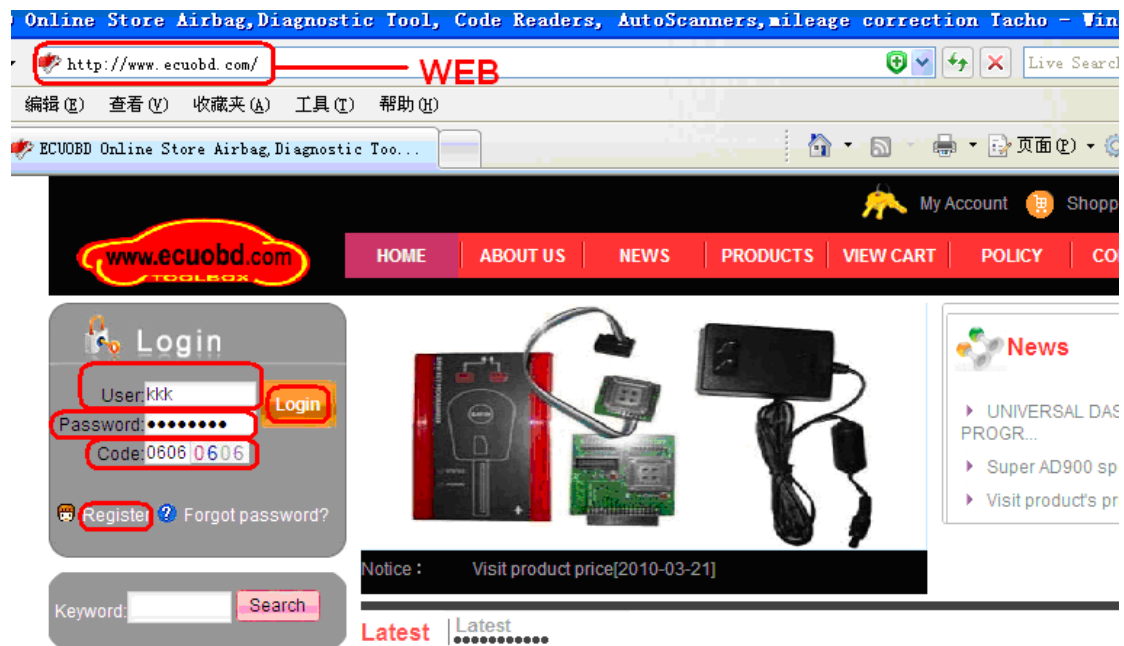 Online Store Airbag,Diagnostic Tool, Code Readers, AutoScanners,mileage correction Tacho - Win
http://www.ecuobd.com/
WEB
Live Search
编辑(E) 查看(V) 收藏夹(A) 工具(T) 帮助(H)
ECUOBD Online Store Airbag,Diagnostic Too...
页面(P)
My Account Shopp
www.ecuobd.com
TOOLBOX
HOME ABOUT US NEWS PRODUCTS VIEW CART POLICY CO
Login
User: kkk
Login
Password: ••••••••
Code: 0606 0606
Register Forgot password?
News
UNIVERSAL DAS
PROGR...
Super AD900 sp
Visit product's pr
Notice : Visit product price[2010-03-21]
Keyword: Search
Latest Latest